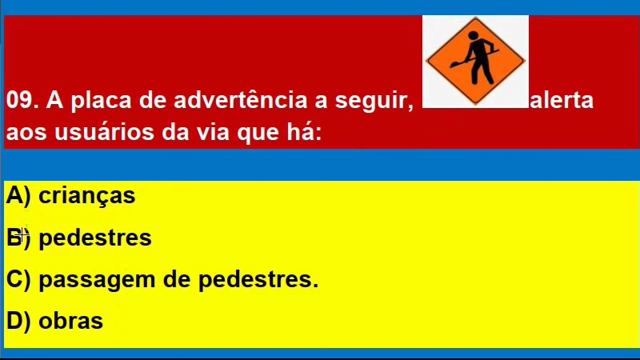 09. A placa de advertência a seguir, alerta
aos usuários da via que há:
A) crianças
B) pedestres
C) passagem de pedestres.
D) obras